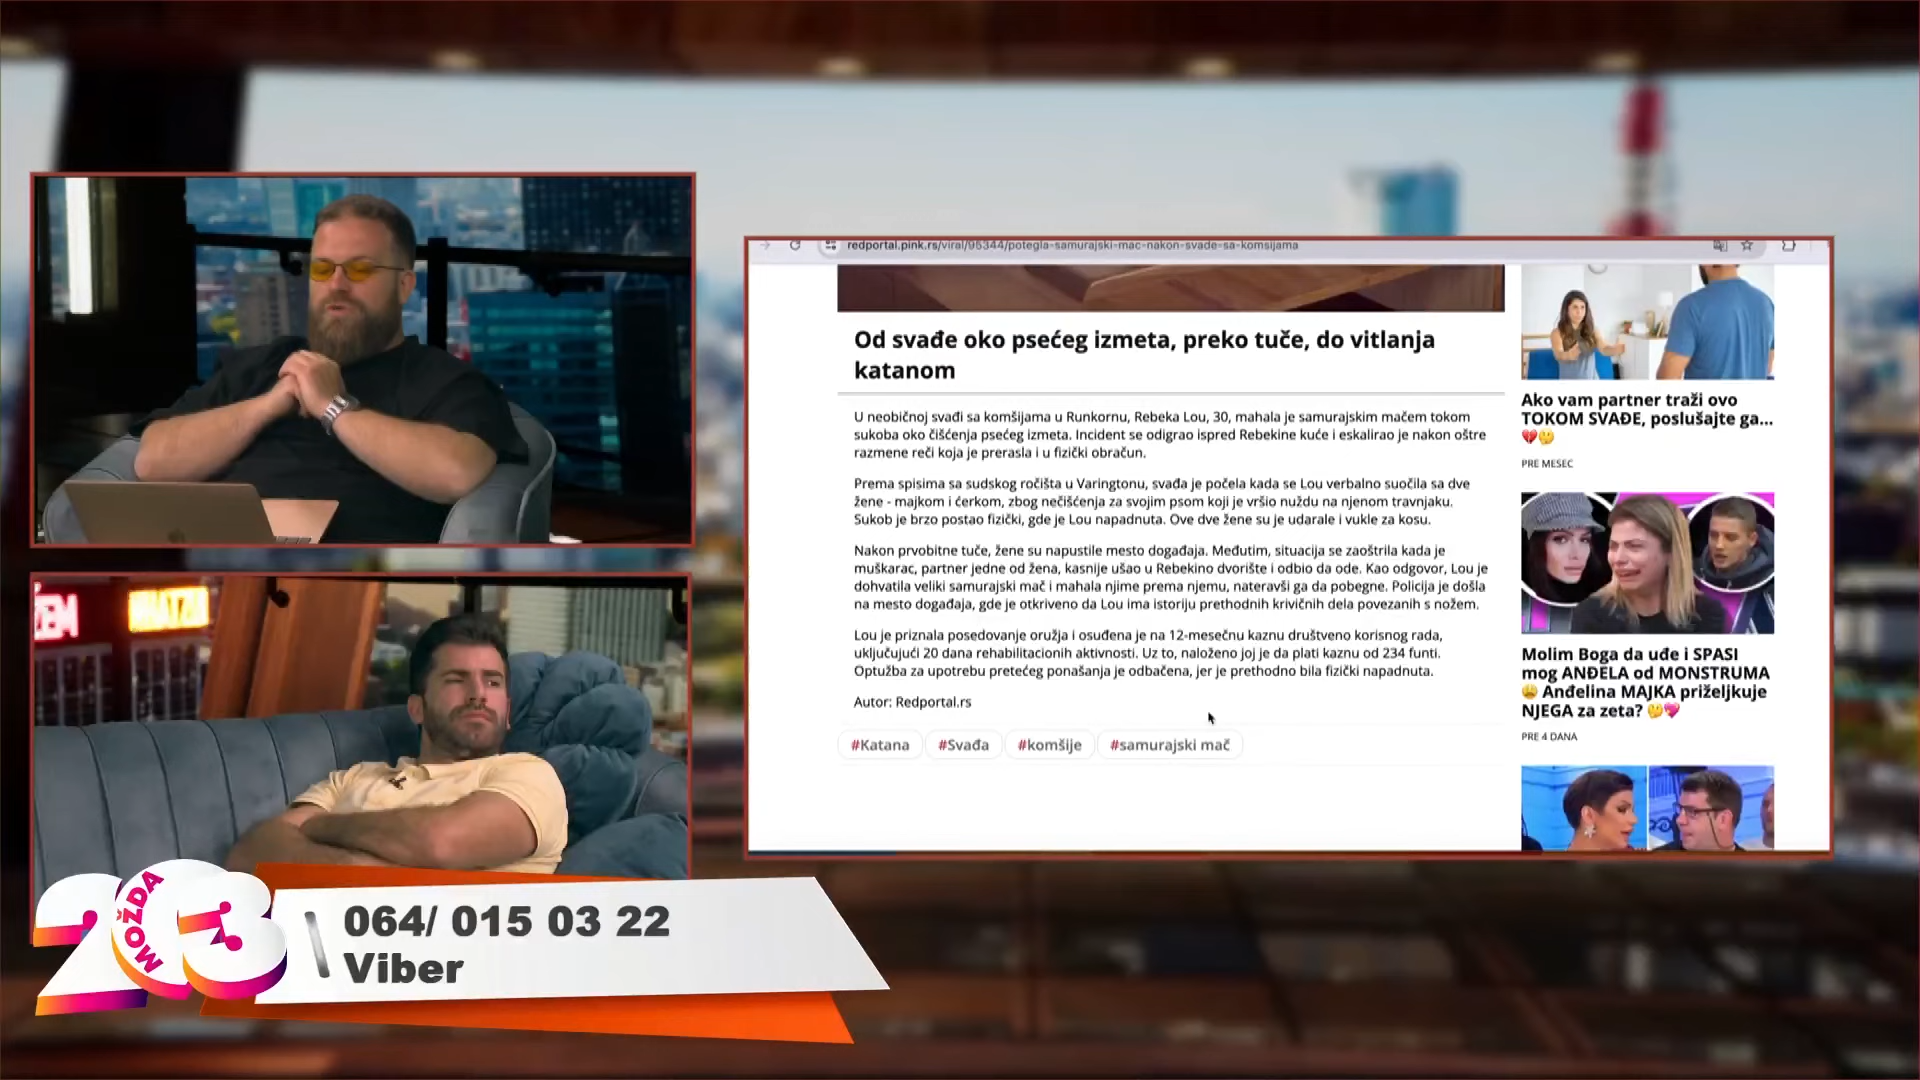 redportal.pink.rs/viral/95344/potegla-samurajski-mac-nakon-svade-sa-komsijama
Od svađe oko psećeg izmeta, preko tuče, do vitlanja
katanom
U neobičnoj svađi sa komšijama u Runkornu, Rebeka Lou, 30, mahala je samurajskim mačem tokom
sukoba oko čišćenja psećeg izmeta. Incident se odigrao ispred Rebekine kuće i eskalirao je nakon oštre
razmene reči koja je prerasla i u fizički obračun.
Prema spisima sa sudskog ročišta u Varingtonu, svađa je počela kada se Lou verbalno suočila sa dve
žene - majkom i ćerkom, zbog nečišćenja za svojim psom koji je vršio nuždu na njenom travnjaku.
Sukob je brzo postao fizički, gde je Lou napadnuta. Ove dve žene su je udarale i vukle za kosu.
Nakon prvobitne tuče, žene su napustile mesto događaja. Međutim, situacija se zaoštrila kada je
muškarac, partner jedne od žena, kasnije ušao u Rebekino dvorište i odbio da ode. Kao odgovor, Lou je
dohvatila veliki samurajski mač i mahala njime prema njemu, nateravši ga da pobegne. Policija je došla
na mesto događaja, gde je otkriveno da Lou ima istoriju prethodnih krivičnih dela povezanih s nožem.
Lou je priznala posedovanje oružja i osuđena je na 12-mesečnu kaznu društveno korisnog rada,
uključujući 20 dana rehabilitacionih aktivnosti. Uz to, naloženo joj je da plati kaznu od 234 funti.
Optužba za upotrebu pretećeg ponašanja je odbačena, jer je prethodno bila fizički napadnuta.
Autor: Redportal.rs
#Katana #Svađa #komšije #samurajski mač
Ako vam partner traži ovo
TOKOM SVAĐE, poslušajte ga...
💔🤔
PRE MESEC
Molim Boga da uđe i SPASI
mog ANĐELA od MONSTRUMA
😩 Anđelina MAJKA priželjkuje
NJEGA za zeta? 🤔💖
PRE 4 DANA
2 MOŽDA 3
064/ 015 03 22
Viber